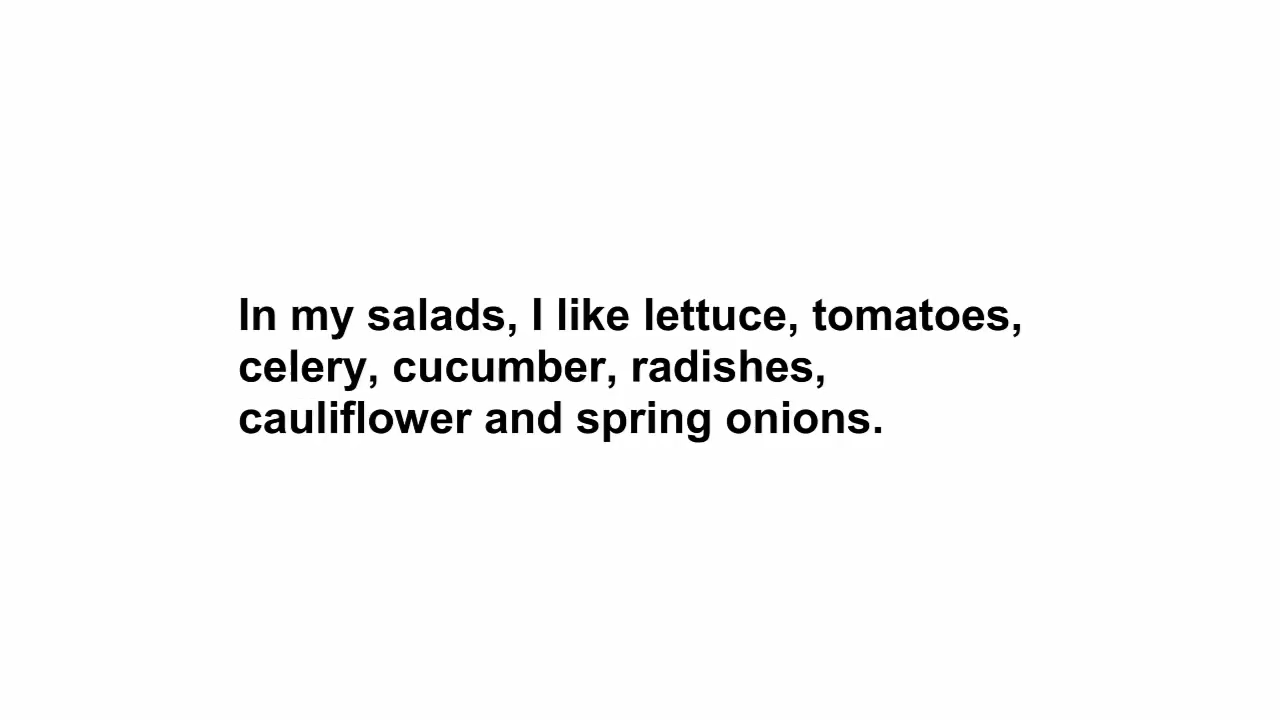 In my salads, I like lettuce, tomatoes,
celery, cucumber, radishes,
cauliflower and spring onions.